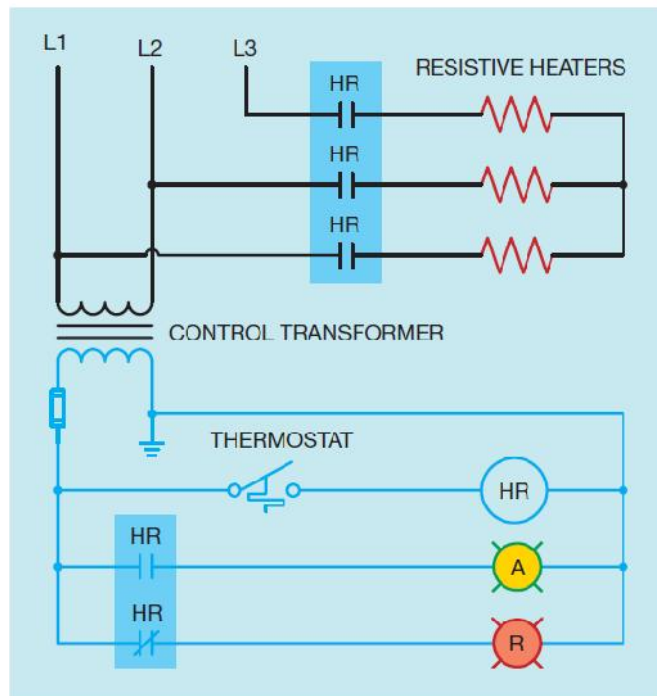 L1 L2 L3
RESISTIVE HEATERS
HR
HR
HR
CONTROL TRANSFORMER
THERMOSTAT
HR
HR
A
HR
R